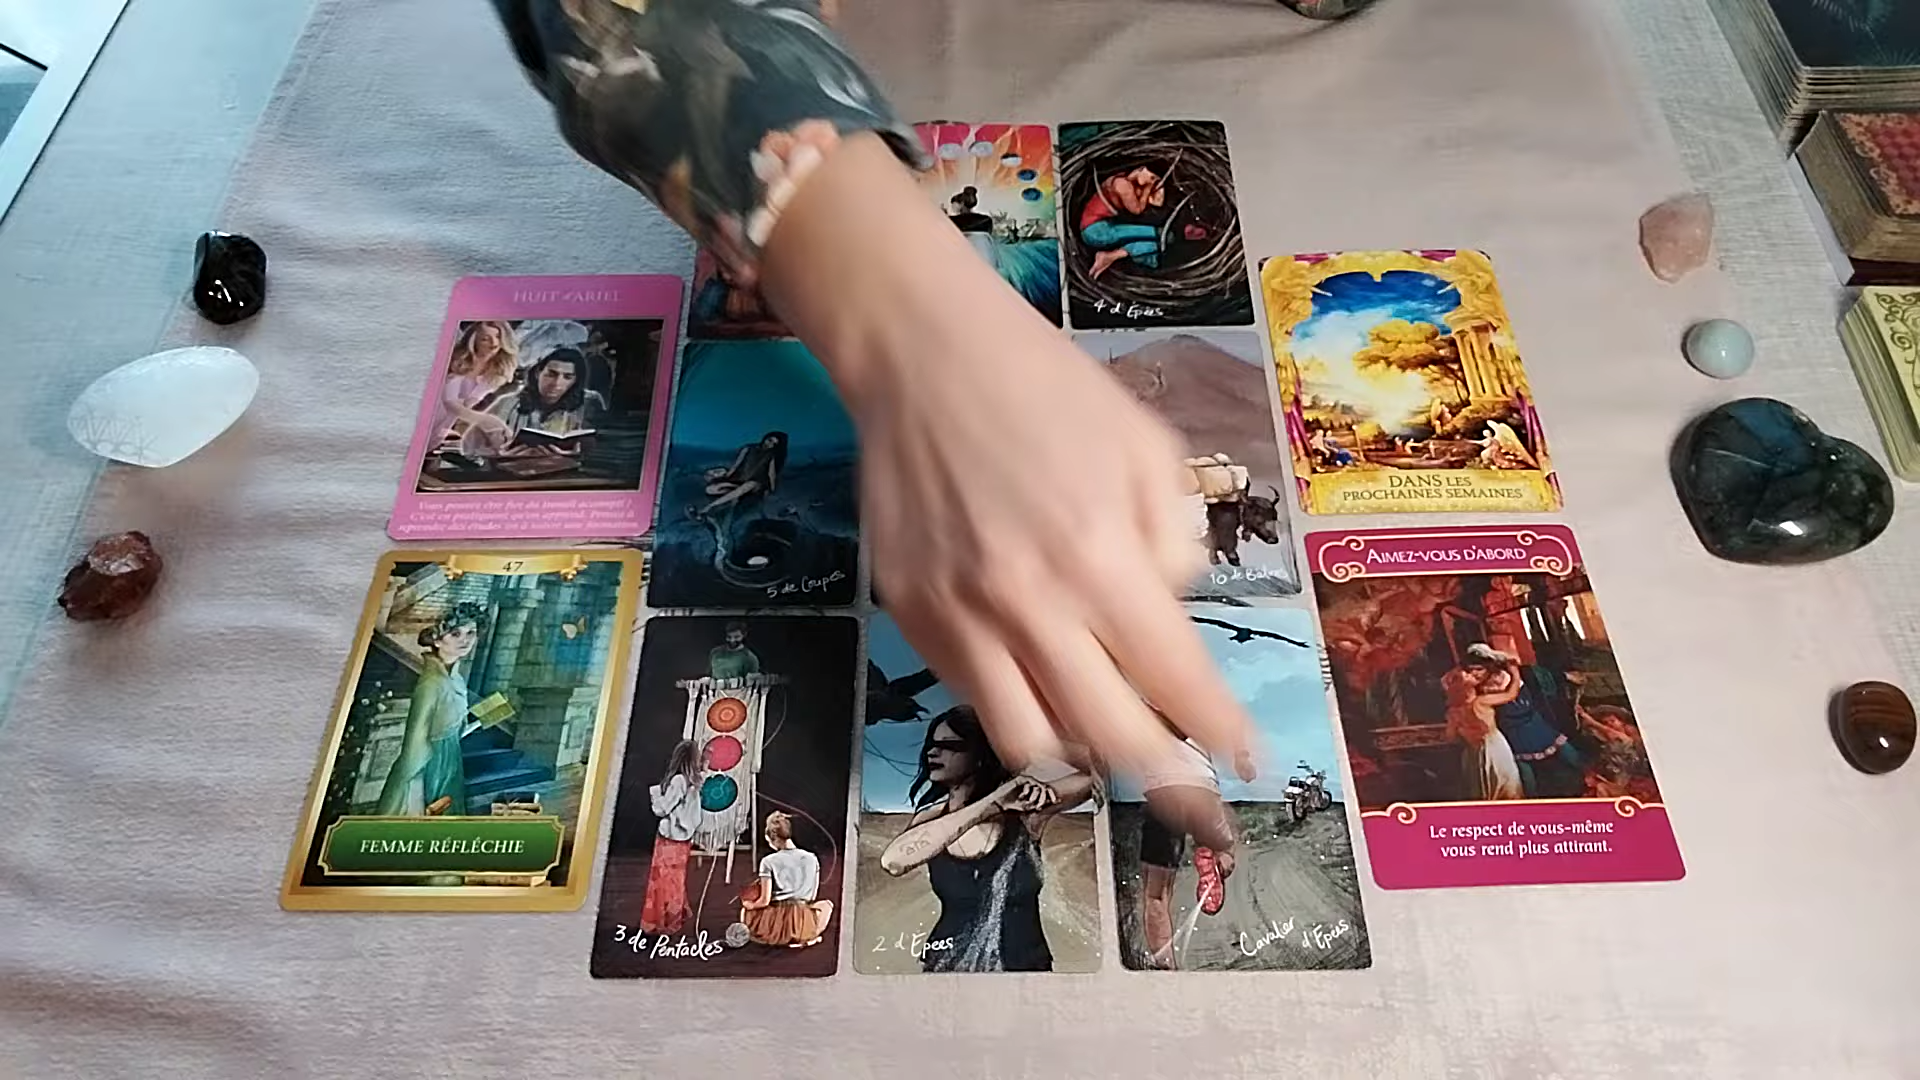 HUIT d'ARIEL
Vous pouvez être fier du travail accompli !
C'est en pratiquant qu'on apprend. Pensez à
reprendre des études ou à suivre une formation.
4 d'Épées
5 de Coupes
10 de Bâtons
DANS LES
PROCHAINES SEMAINES
47
FEMME RÉFLÉCHIE
AIMEZ-VOUS D'ABORD
Le respect de vous-même
vous rend plus attirant.
3 de Pentacles
2 d'Épées
Cavalier d'Épées